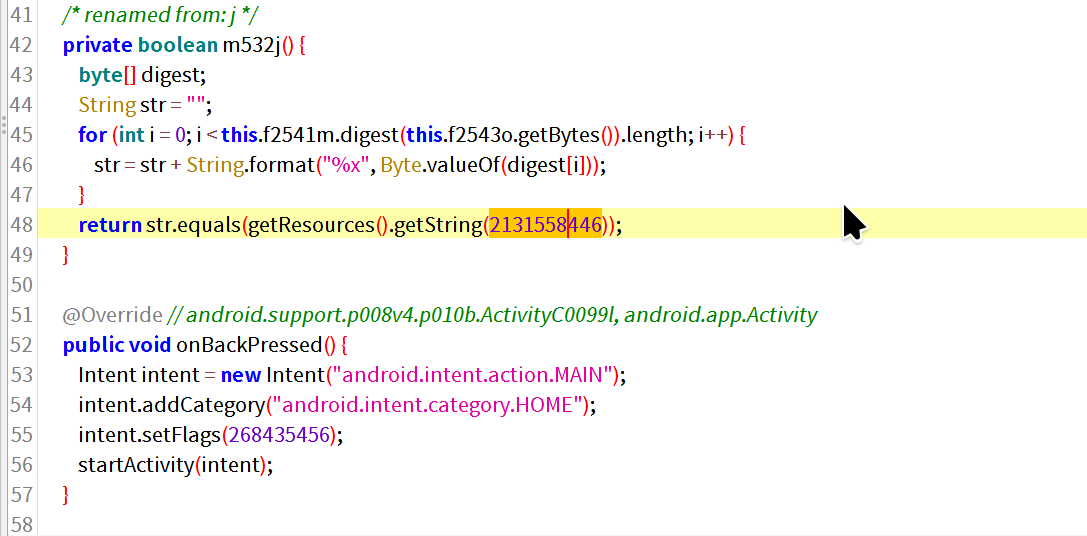 41 /* renamed from: j */
42 private boolean m532j() {
43 byte[] digest;
44 String str = "";
45 for (int i = 0; i < this.f2541m.digest(this.f2543o.getBytes()).length; i++) {
46 str = str + String.format("%x", Byte.valueOf(digest[i]));
47 }
48 return str.equals(getResources().getString(2131558446));
49 }
50
51 @Override // android.support.p008v4.p010b.ActivityC0099l, android.app.Activity
52 public void onBackPressed() {
53 Intent intent = new Intent("android.intent.action.MAIN");
54 intent.addCategory("android.intent.category.HOME");
55 intent.setFlags(268435456);
56 startActivity(intent);
57 }
58